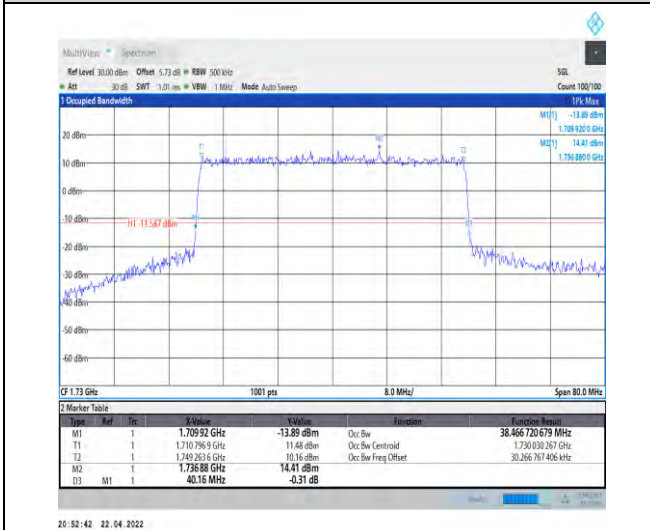 MultiView Spectrum
Ref Level 30.00 dBm Offset 5.73 dB RBW 500 kHz SGL
Att 30 dB SWT 1.01 ms VBW 1 MHz Mode Auto Sweep Count 100/100
1 Occupied Bandwidth 1Pk Max
M1[1] -13.89 dBm
1.709 920 0 GHz
M2[1] 14.41 dBm
1.736 880 0 GHz
20 dBm
T1 M2 T2
10 dBm
0 dBm
-10 dBm
H1 -11.587 dBm
-20 dBm
-30 dBm
-40 dBm
-50 dBm
-60 dBm
CF 1.73 GHz 1001 pts 8.0 MHz/ Span 80.0 MHz
2 Marker Table
Type Ref Trc X-Value Y-Value Function Function Result
M1 1 1.709 92 GHz -13.89 dBm Occ Bw 38.466 720 679 MHz
T1 1 1.710 796 9 GHz 11.48 dBm Occ Bw Centroid 1.730 030 267 GHz
T2 1 1.749 263 6 GHz 10.16 dBm Occ Bw Freq Offset 30.266 767 406 kHz
M2 1 1.736 88 GHz 14.41 dBm
D3 M1 1 40.16 MHz -0.31 dB
20:52:42 22.04.2022